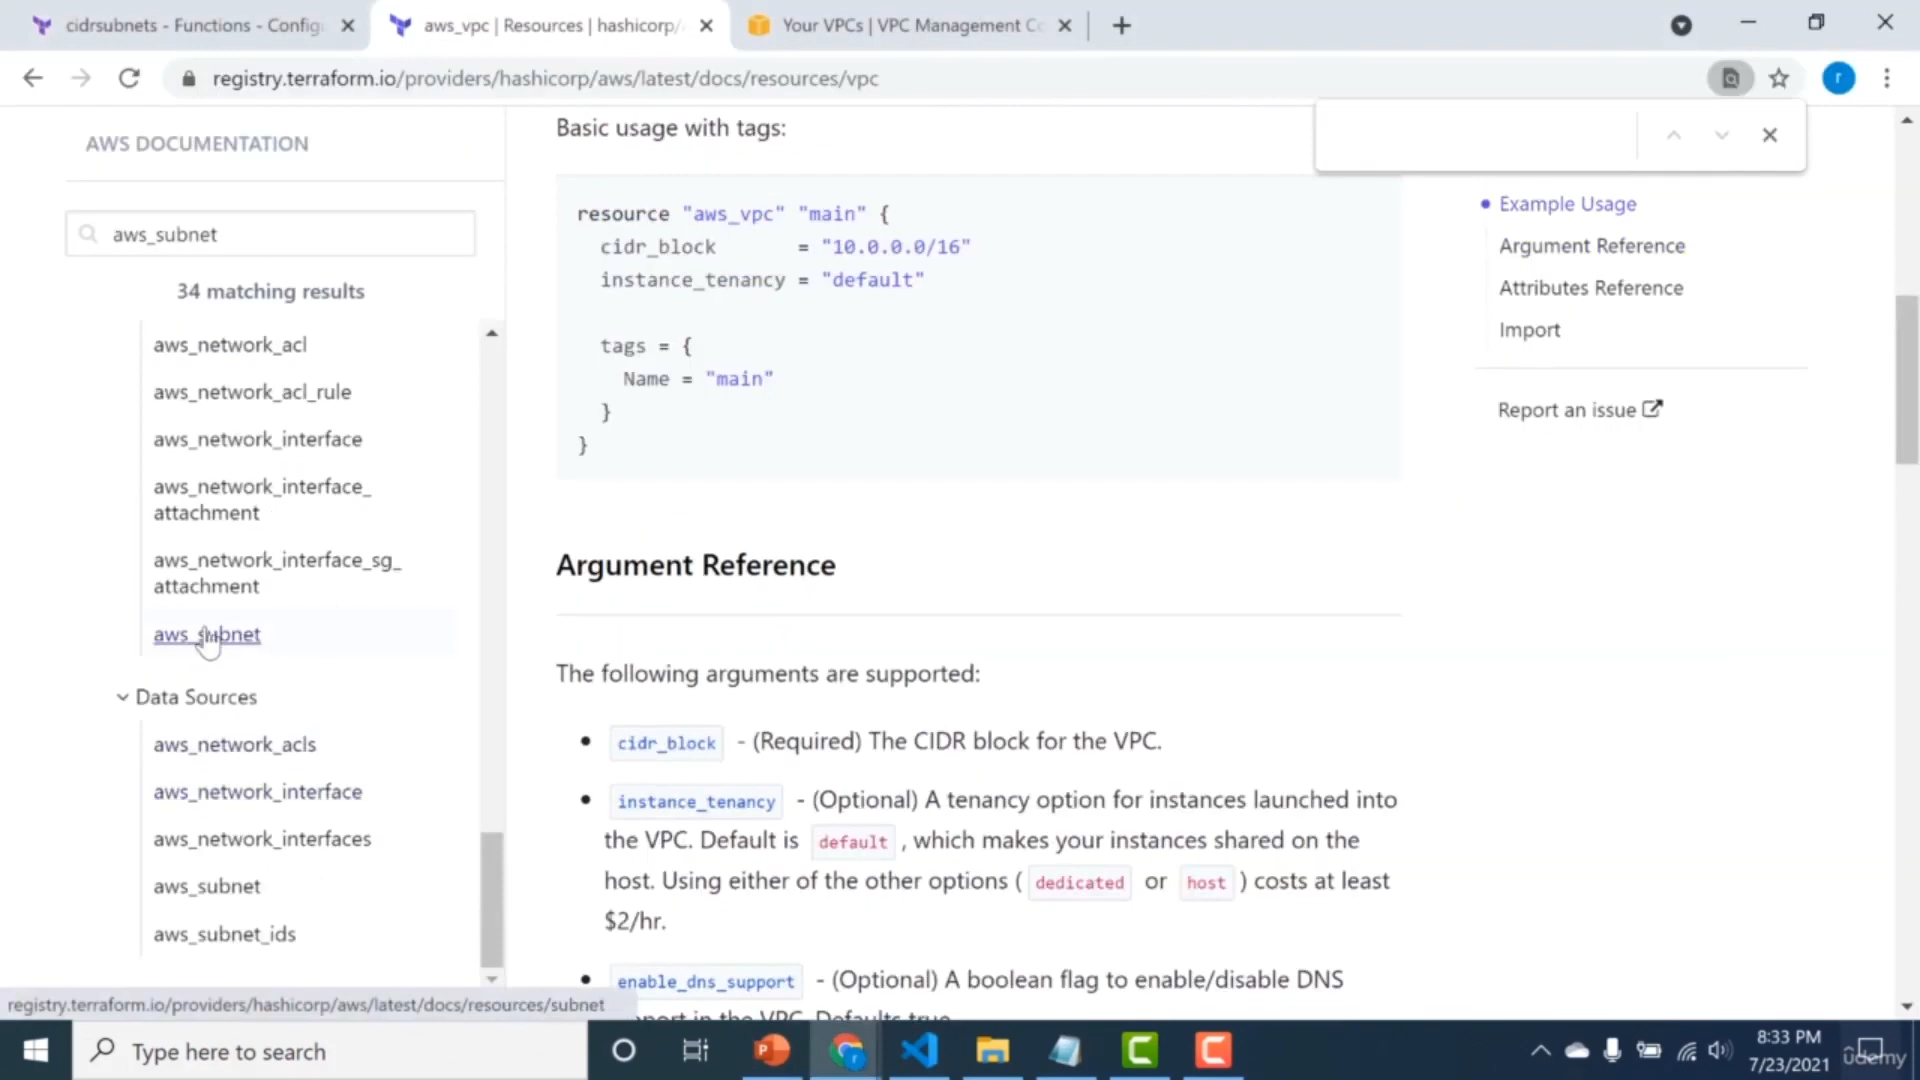 cidrsubnets - Functions - Config
aws_vpc | Resources | hashicorp/
Your VPCs | VPC Management Co
registry.terraform.io/providers/hashicorp/aws/latest/docs/resources/vpc
r
AWS DOCUMENTATION
aws_subnet
34 matching results
aws_network_acl
aws_network_acl_rule
aws_network_interface
aws_network_interface_
attachment
aws_network_interface_sg_
attachment
aws_subnet
Data Sources
aws_network_acls
aws_network_interface
aws_network_interfaces
aws_subnet
aws_subnet_ids
Basic usage with tags:
resource "aws_vpc" "main" {
cidr_block = "10.0.0.0/16"
instance_tenancy = "default"
tags = {
Name = "main"
}
}
Argument Reference
The following arguments are supported:
cidr_block - (Required) The CIDR block for the VPC.
instance_tenancy - (Optional) A tenancy option for instances launched into
the VPC. Default is default , which makes your instances shared on the
host. Using either of the other options ( dedicated or host ) costs at least
$2/hr.
enable_dns_support - (Optional) A boolean flag to enable/disable DNS
in the VPC. Defaults true.
Example Usage
Argument Reference
Attributes Reference
Import
Report an issue
registry.terraform.io/providers/hashicorp/aws/latest/docs/resources/subnet
Type here to search
8:33 PM
7/23/2021
udemy